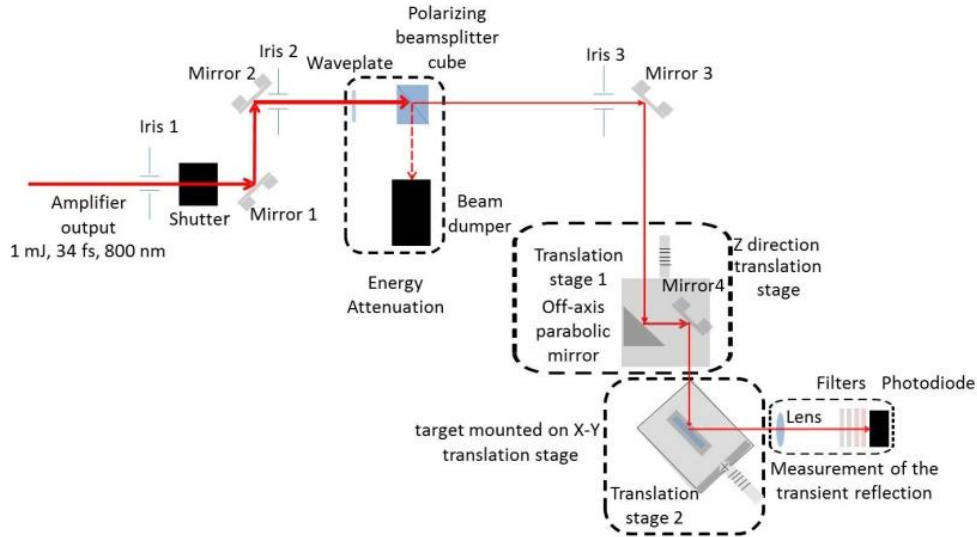 Polarizing
beamsplitter
cube
Iris 2
Waveplate
Mirror 2
Iris 3
Mirror 3
Iris 1
Amplifier
output
1 mJ, 34 fs, 800 nm
Shutter
Mirror 1
Beam
dumper
Energy
Attenuation
Translation
stage 1
Z direction
translation
stage
Mirror4
Off-axis
parabolic
mirror
Filters
Photodiode
Lens
target mounted on X-Y
translation stage
Measurement of the
transient reflection
Translation
stage 2